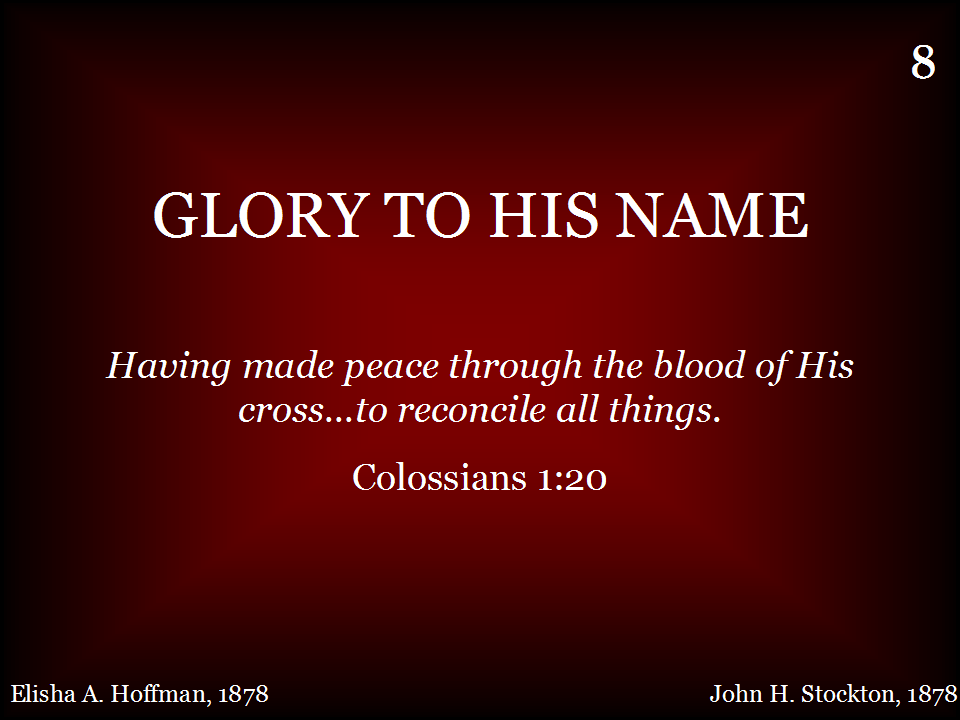 8
GLORY TO HIS NAME
Having made peace through the blood of His
cross...to reconcile all things.
Colossians 1:20
Elisha A. Hoffman, 1878
John H. Stockton, 1878